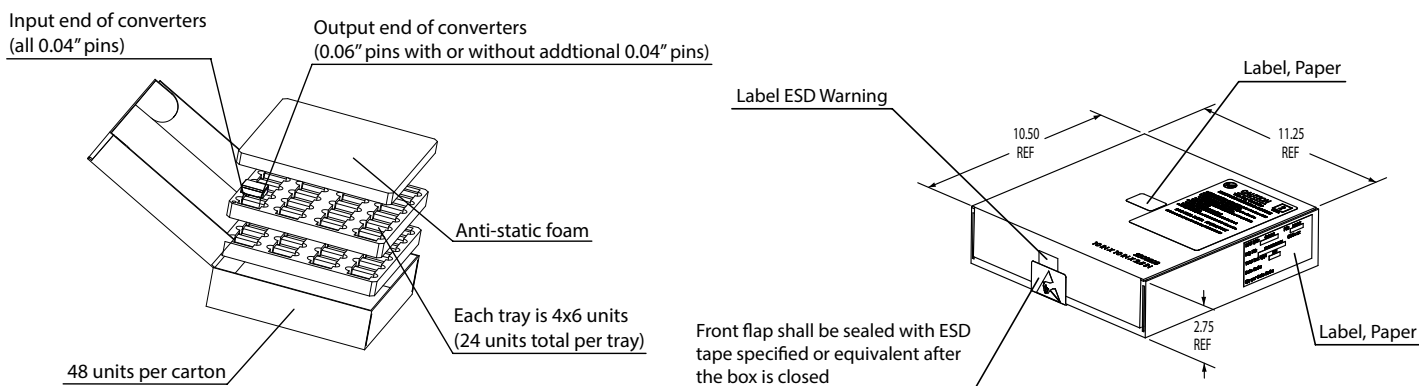 Input end of converters
(all 0.04” pins)
Output end of converters
(0.06” pins with or without addtional 0.04” pins)
Anti-static foam
Each tray is 4x6 units
(24 units total per tray)
48 units per carton
Label ESD Warning
Label, Paper
10.50
REF
11.25
REF
2.75
REF
Label, Paper
Front flap shall be sealed with ESD
tape specified or equivalent after
the box is closed